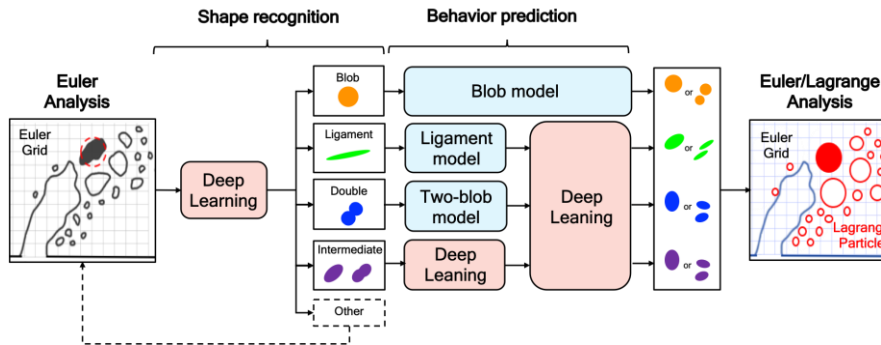 Shape recognition
Behavior prediction
Euler
Analysis
Euler
Grid
Deep
Learning
Blob
Ligament
Double
Intermediate
Other
Blob model
Ligament
model
Two-blob
model
Deep
Leaning
Deep
Leaning
or
or
or
or
Euler/Lagrange
Analysis
Euler
Grid
Lagrange
Particle